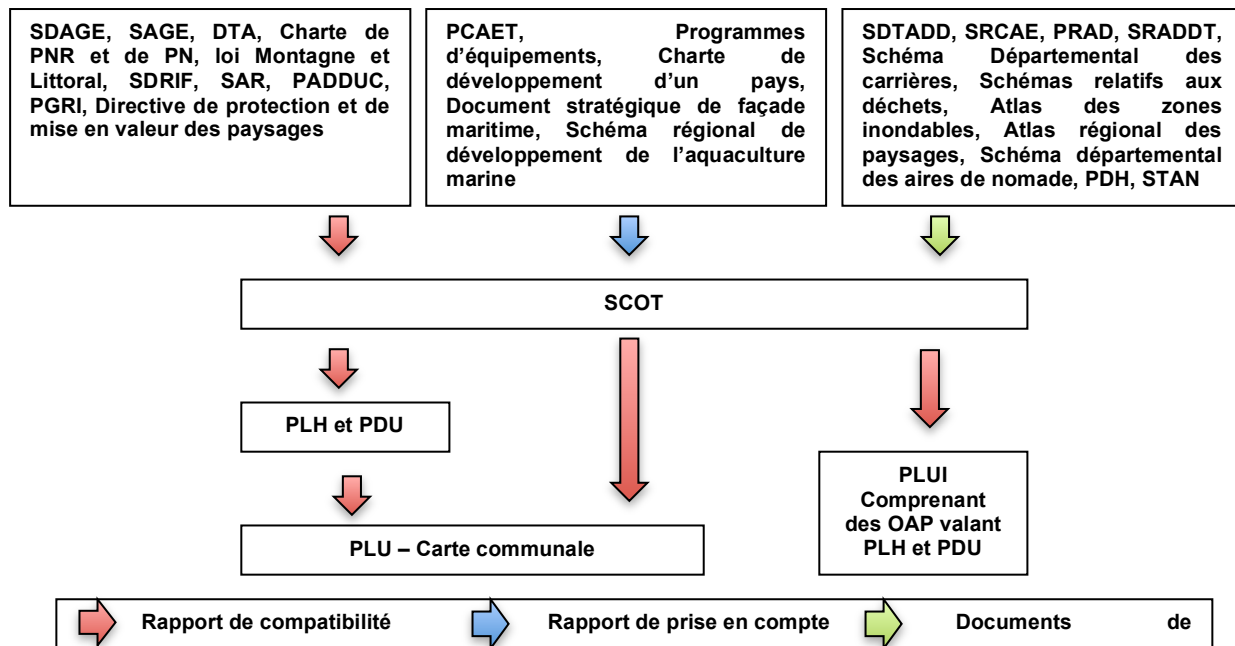 SDAGE, SAGE, DTA, Charte de
PNR et de PN, loi Montagne et
Littoral, SDRIF, SAR, PADDUC,
PGRI, Directive de protection et de
mise en valeur des paysages
PCAET, Programmes
d’équipements, Charte de
développement d’un pays,
Document stratégique de façade
maritime, Schéma régional de
développement de l’aquaculture
marine
SDTADD, SRCAE, PRAD, SRADDT,
Schéma Départemental des
carrières, Schémas relatifs aux
déchets, Atlas des zones
inondables, Atlas régional des
paysages, Schéma départemental
des aires de nomade, PDH, STAN
SCOT
PLH et PDU
PLU – Carte communale
PLUI
Comprenant
des OAP valant
PLH et PDU
Rapport de compatibilité
Rapport de prise en compte
Documents de